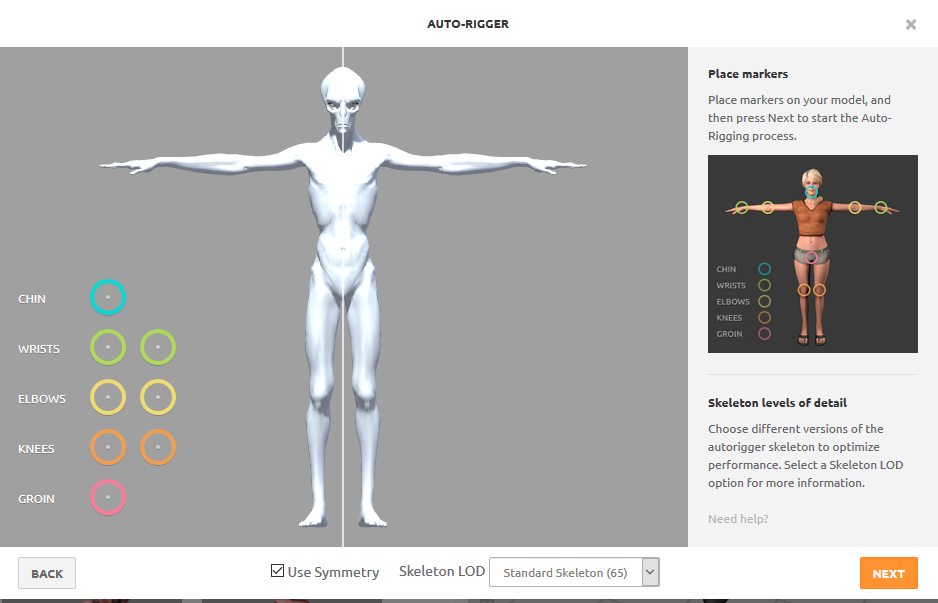 AUTO-RIGGER
×
Place markers
Place markers on your model, and
then press Next to start the Auto-
Rigging process.
CHIN
WRISTS
ELBOWS
KNEES
GROIN
CHIN
WRISTS
ELBOWS
KNEES
GROIN
Skeleton levels of detail
Choose different versions of the
autorigger skeleton to optimize
performance. Select a Skeleton LOD
option for more information.
Need help?
BACK
Use Symmetry
Skeleton LOD
Standard Skeleton (65)
NEXT